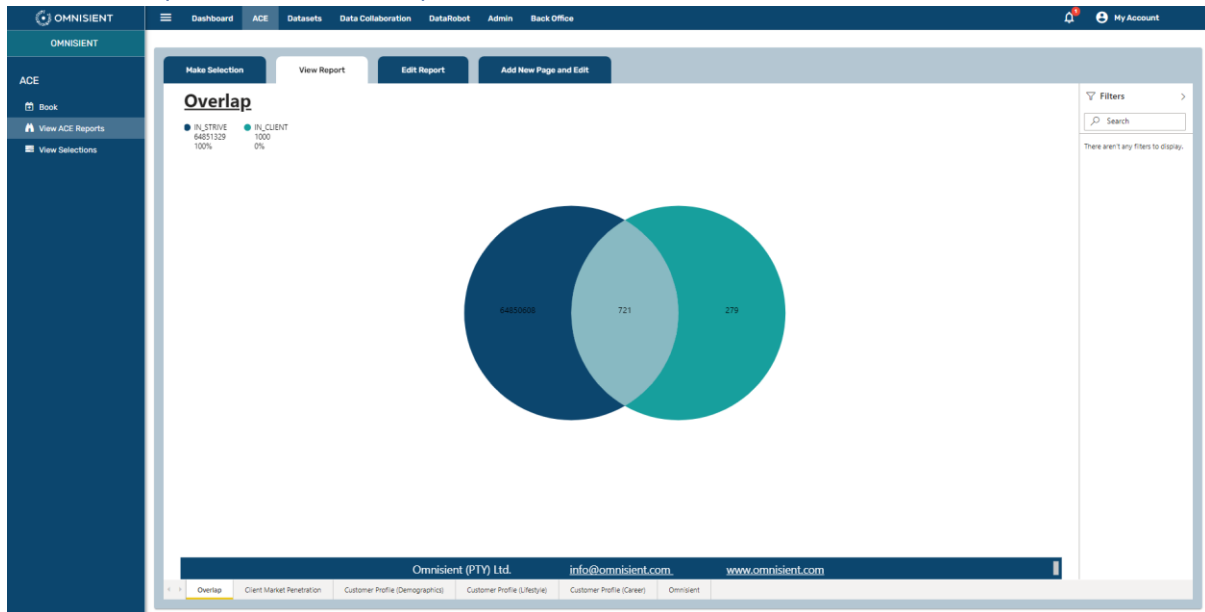 OMNISIENT
Dashboard ACE Datasets Data Collaboration DataRobot Admin Back Office
My Account
OMNISIENT
ACE
Book
View ACE Reports
View Selections
Make Selection View Report Edit Report Add New Page and Edit
Overlap
IN_STRIVE IN_CLIENT
64851329 1000
100% 0%
64850608 721 279
Filters
Search
There aren't any filters to display.
Omnisient (PTY) Ltd. info@omnisient.com www.omnisient.com
Overlap Client Market Penetration Customer Profile (Demographics) Customer Profile (Lifestyle) Customer Profile (Career) Omnisient